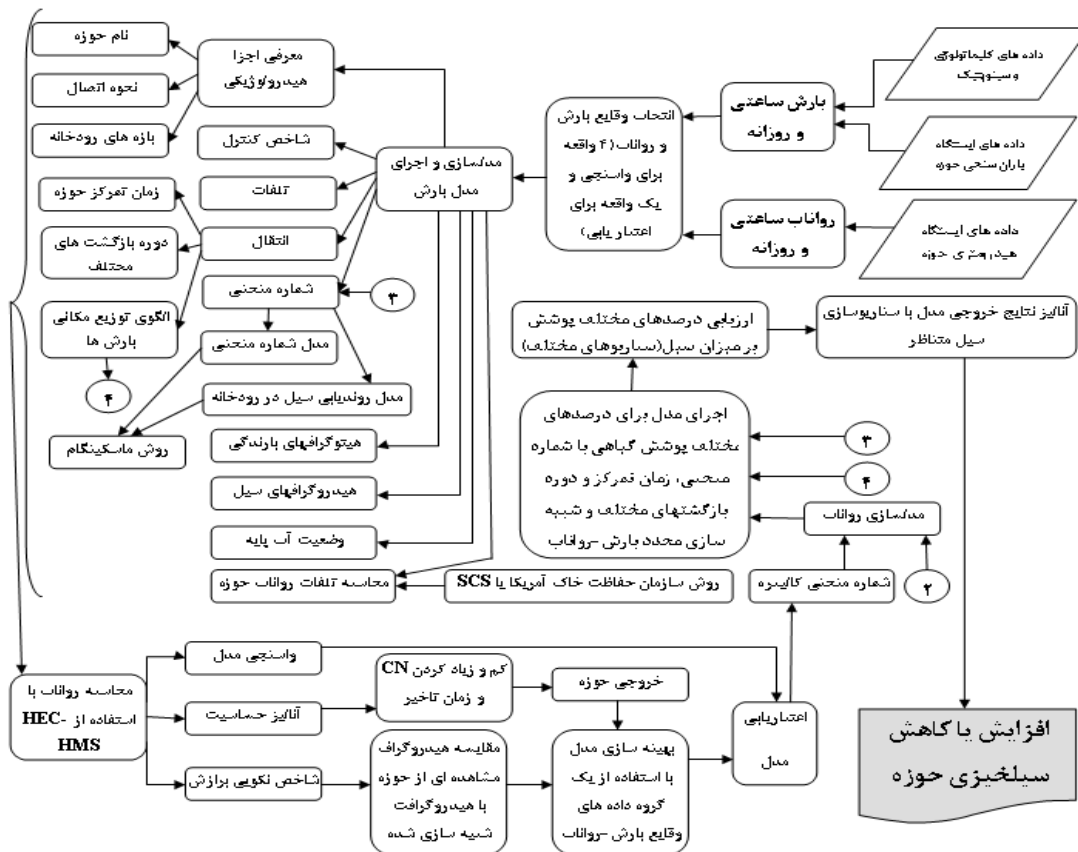 داده های کلیماتولوژی
و سینوپتیک
داده های ایستگاه
باران سنجی حوزه
داده های ایستگاه
هیدرومتری حوزه
بارش ساعتی
و روزانه
رواناب ساعتی
و روزانه
انتخاب وقایع بارش
و رواناب(۴ واقعه
برای واسنجی و
یک واقعه برای
اعتباریابی)
مدلسازی و اجرای
مدل بارش
معرفی اجزا
هیدرولوژیکی
نام حوزه
نحوه اتصال
بازه های رودخانه
شاخص کنترل
تلفات
انتقال
زمان تمرکز حوزه
دوره بازگشت های
مختلف
الگوی توزیع مکانی
بارش ها
۴
شماره منحنی
۳
مدل شماره منحنی
مدل روندیابی سیل در رودخانه
روش ماسکینگام
هیتوگرافهای بارندگی
هیدروگرافهای سیل
وضعیت آب پایه
محاسبه تلفات رواناب حوزه
روش سازمان حفاظت خاک آمریکا یا SCS
ارزیابی درصدهای مختلف پوشش
بر میزان سیل(سناریوهای مختلف)
آنالیز نتایج خروجی مدل با سناریوسازی
سیل متناظر
اجرای مدل برای درصدهای
مختلف پوشش گیاهی با شماره
منحنی، زمان تمرکز و دوره
بازگشتهای مختلف و شبیه
سازی مجدد بارش -رواناب
۳
۴
مدلسازی رواناب
شماره منحنی کالیبره
۲
محاسبه رواناب با
استفاده از HEC-
HMS
واسنجی مدل
آنالیز حساسیت
شاخص نکویی برازش
کم و زیاد کردن CN
و زمان تاخیر
خروجی حوزه
مقایسه هیدروگراف
مشاهده ای از حوزه
با هیدروگرافت
شبیه سازی شده
بهینه سازی مدل
با استفاده از یک
گروه داده های
وقایع بارش -رواناب
اعتباریابی
مدل
افزایش یا کاهش
سیلخیزی حوزه